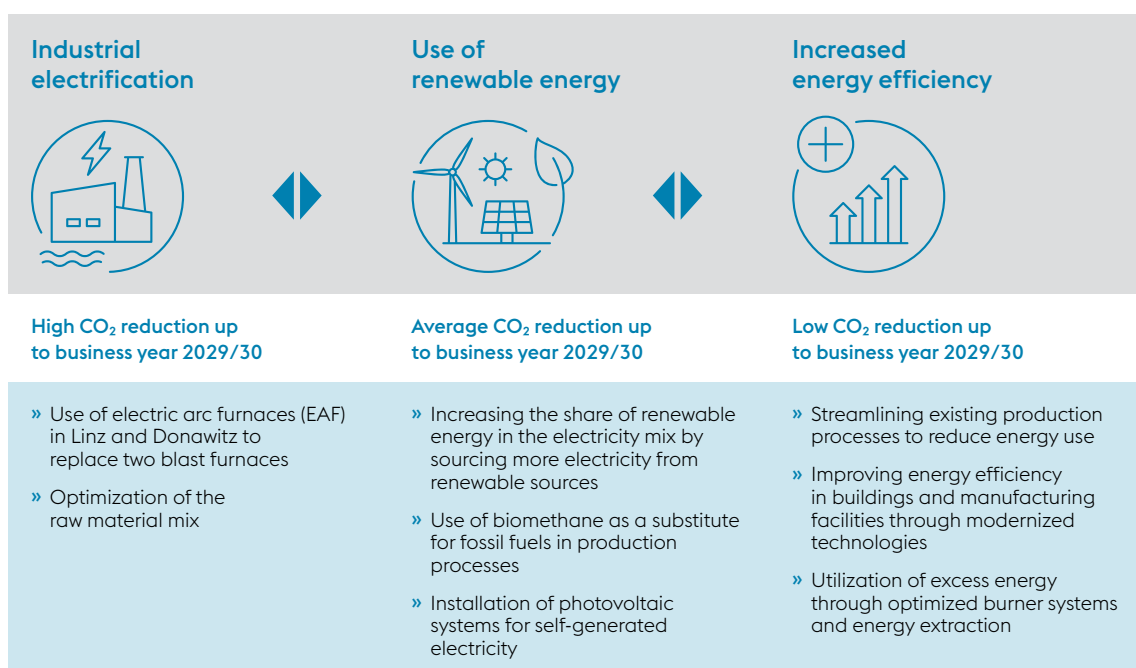 Industrial
electrification
Use of
renewable energy
Increased
energy efficiency
High CO₂ reduction up
to business year 2029/30
Average CO₂ reduction up
to business year 2029/30
Low CO₂ reduction up
to business year 2029/30
» Use of electric arc furnaces (EAF)
in Linz and Donawitz to
replace two blast furnaces
» Optimization of the
raw material mix
» Increasing the share of renewable
energy in the electricity mix by
sourcing more electricity from
renewable sources
» Use of biomethane as a substitute
for fossil fuels in production
processes
» Installation of photovoltaic
systems for self-generated
electricity
» Streamlining existing production
processes to reduce energy use
» Improving energy efficiency
in buildings and manufacturing
facilities through modernized
technologies
» Utilization of excess energy
through optimized burner systems
and energy extraction